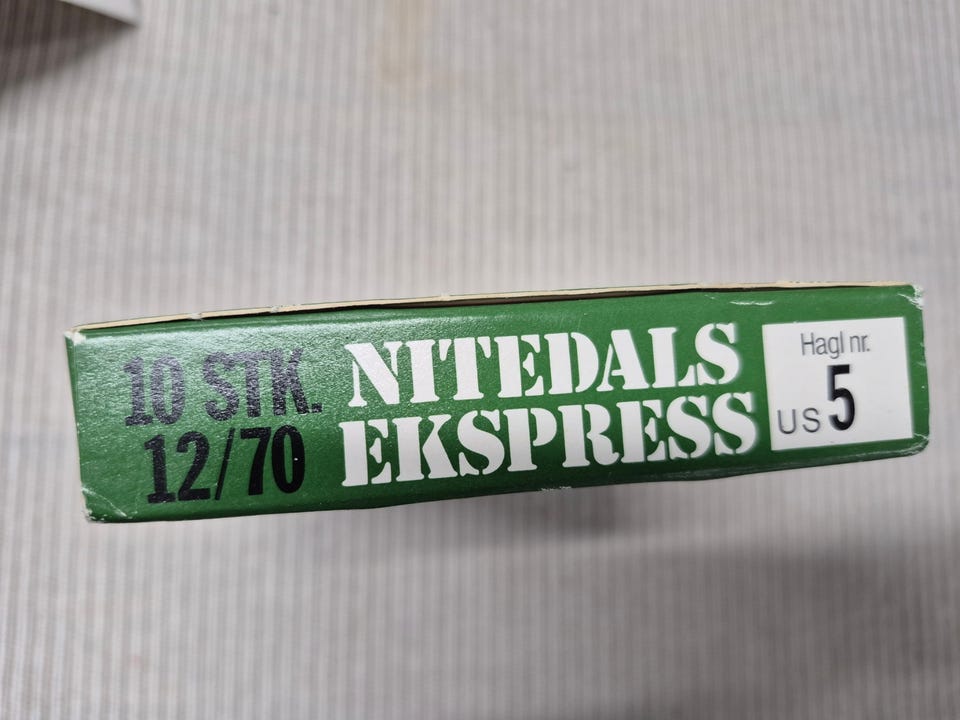 10 STK.
12/70
NITEDALS
EKSPRESS
Hagl nr.
US 5